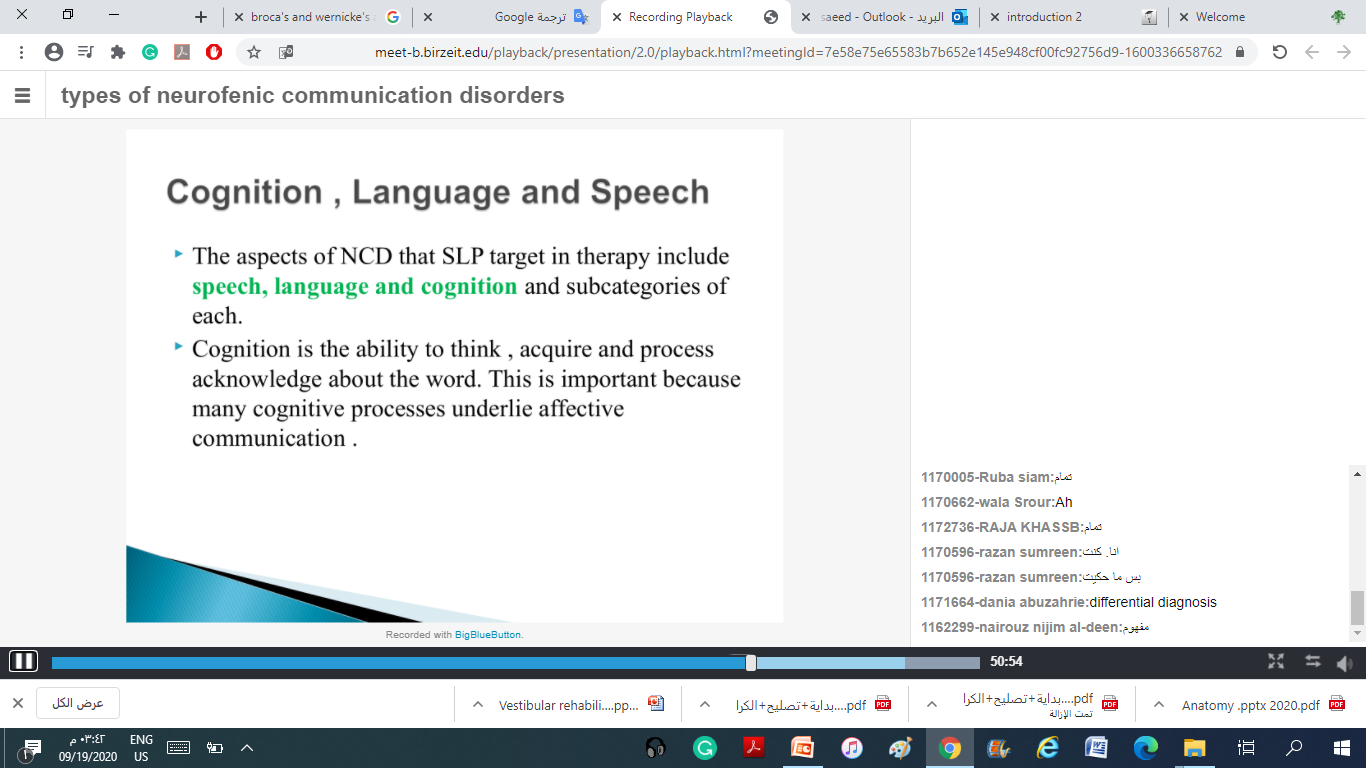 broca's and wernicke's a
ترجمة Google
Recording Playback
البريد - saeed - Outlook
introduction 2
Welcome
meet-b.birzeit.edu/playback/presentation/2.0/playback.html?meetingId=7e58e75e65583b7b652e145e948cf00fc92756d9-1600336658762
types of neurofenic communication disorders
Cognition , Language and Speech
The aspects of NCD that SLP target in therapy include
speech, language and cognition and subcategories of
each.
Cognition is the ability to think , acquire and process
acknowledge about the word. This is important because
many cognitive processes underlie affective
communication .
Recorded with BigBlueButton.
1170005-Ruba siam:تمام
1170662-wala Srour:Ah
1172736-RAJA KHASSB:تمام
1170596-razan sumreen:انا. كنت
1170596-razan sumreen:بس ما حكيت
1171664-dania abuzahrie:differential diagnosis
1162299-nairouz nijim al-deen:مفهوم
50:54
عرض الكل
Vestibular rehabili....pp...
بداية+تصليح+الكرا....pdf
بداية+تصليح+الكرا....pdf
تمت الإزالة
Anatomy .pptx 2020.pdf
٠٣:٤٢ م
09/19/2020
ENG
US